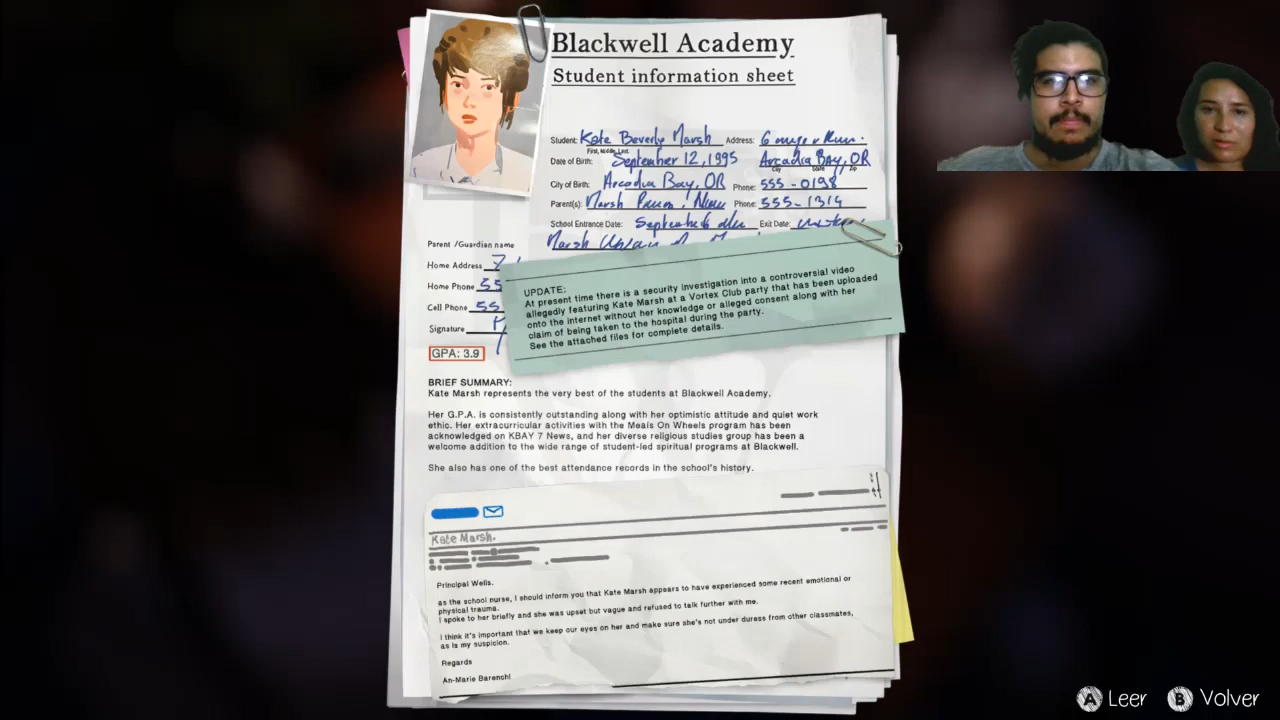 Blackwell Academy
Student information sheet
Student: Kate Beverly Marsh Address:
First, Middle, Last
Date of Birth: September 12, 1995 Arcadia Bay, OR
City State Zip
City of Birth: Arcadia Bay, OR Phone: 555-0198
Parent(s): Marsh Phone: 555-1314
School Entrance Date: September Exit Date:
Parent /Guardian name Marsh
Home Address
Home Phone 55
Cell Phone 55
Signature
GPA: 3.9
UPDATE:
At present time there is a security investigation into a controversial video
allegedly featuring Kate Marsh at a Vortex Club party that has been uploaded
onto the internet without her knowledge or alleged consent along with her
claim of being taken to the hospital during the party.
See the attached files for complete details.
BRIEF SUMMARY:
Kate Marsh represents the very best of the students at Blackwell Academy.
Her G.P.A. is consistently outstanding along with her optimistic attitude and quiet work
ethic. Her extracurricular activities with the Meals On Wheels program has been
acknowledged on KBAY 7 News, and her diverse religious studies group has been a
welcome addition to the wide range of student-led spiritual programs at Blackwell.
She also has one of the best attendance records in the school's history.
Kate Marsh.
Principal Wells.
as the school nurse, I should inform you that Kate Marsh appears to have experienced some recent emotional or
physical trauma.
I spoke to her briefly and she was upset but vague and refused to talk further with me.
I think it's important that we keep our eyes on her and make sure she's not under duress from other classmates,
as is my suspicion.
Regards
An-Marie Barenchi
A Leer B Volver